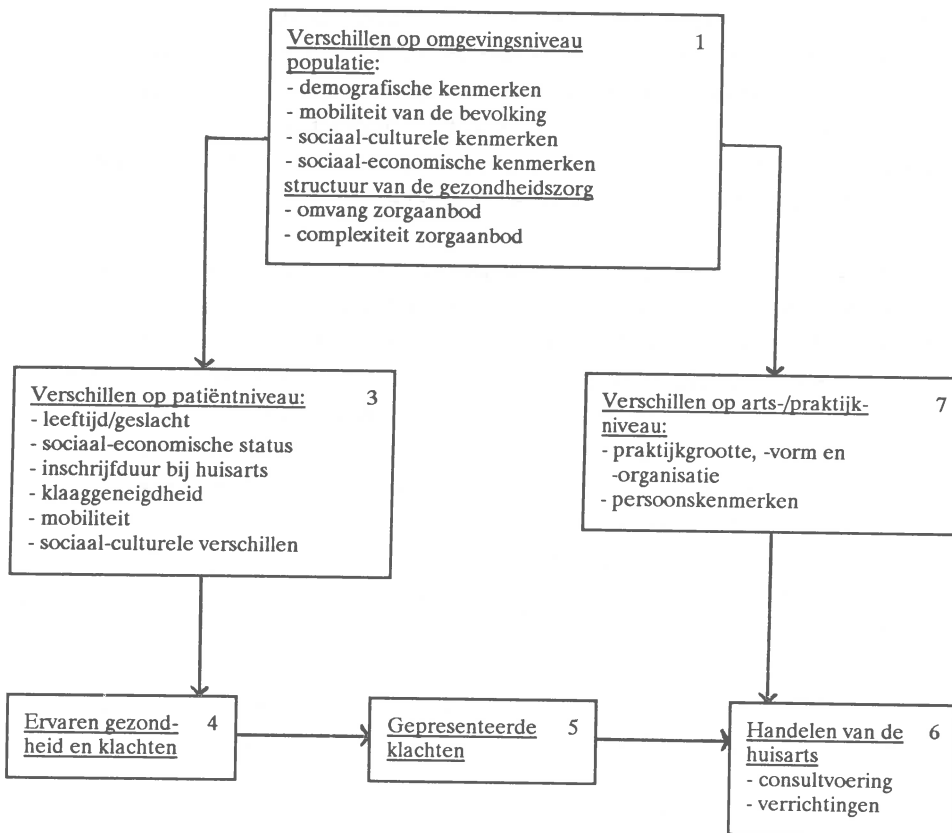 Verschillen op omgevingsniveau 1
populatie:
- demografische kenmerken
- mobiliteit van de bevolking
- sociaal-culturele kenmerken
- sociaal-economische kenmerken
structuur van de gezondheidszorg
- omvang zorgaanbod
- complexiteit zorgaanbod
Verschillen op patiëntniveau: 3
- leeftijd/geslacht
- sociaal-economische status
- inschrijfduur bij huisarts
- klaaggeneigdheid
- mobiliteit
- sociaal-culturele verschillen
Verschillen op arts-/praktijk- 7
niveau:
- praktijkgrootte, -vorm en
-organisatie
- persoonskenmerken
Ervaren gezond- 4
heid en klachten
Gepresenteerde 5
klachten
Handelen van de 6
huisarts
- consultvoering
- verrichtingen